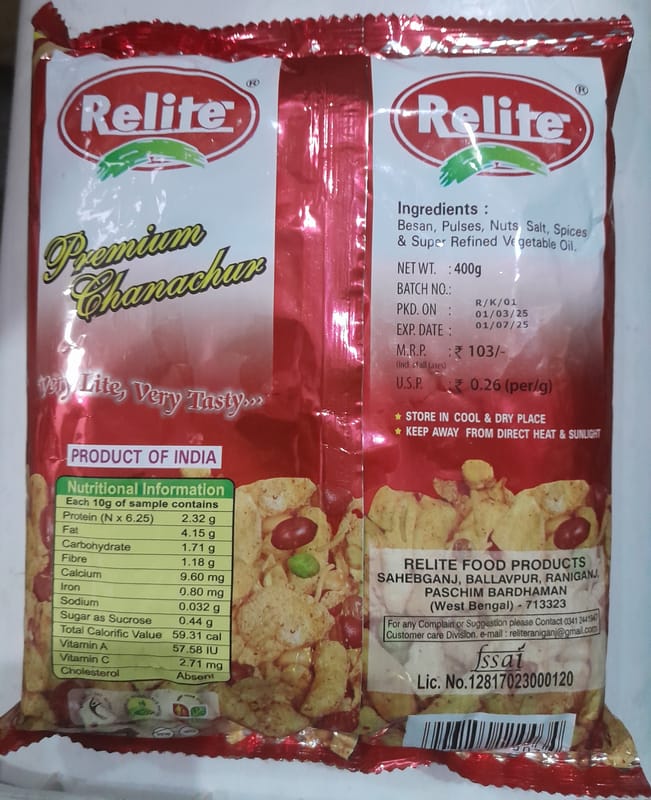 Relite ®
Premium
Chanachur
Very Lite, Very Tasty...
PRODUCT OF INDIA
Nutritional Information
Each 10g of sample contains
Protein (N x 6.25) 2.32 g
Fat 4.15 g
Carbohydrate 1.71 g
Fibre 1.18 g
Calcium 9.60 mg
Iron 0.80 mg
Sodium 0.032 g
Sugar as Sucrose 0.44 g
Total Calorific Value 59.31 cal
Vitamin A 57.58 IU
Vitamin C 2.71 mg
Cholesterol Absent
Relite ®
Ingredients :
Besan, Pulses, Nuts, Salt, Spices
& Super Refined Vegetable Oil.
NET WT. : 400g
BATCH NO.: R/K/01
PKD. ON : 01/03/25
EXP. DATE : 01/07/25
M.R.P. : ₹ 103/-
(Incl. of all taxes)
U.S.P. : ₹ 0.26 (per/g)
STORE IN COOL & DRY PLACE
KEEP AWAY FROM DIRECT HEAT & SUNLIGHT
RELITE FOOD PRODUCTS
SAHEBGANJ, BALLAVPUR, RANIGANJ,
PASCHIM BARDHAMAN
(West Bengal) - 713323
For any Complain or Suggestion please Contact 0341 2441947
Customer care Division. e-mail : reliteraniganj@gmail.com
fssai
Lic. No.12817023000120